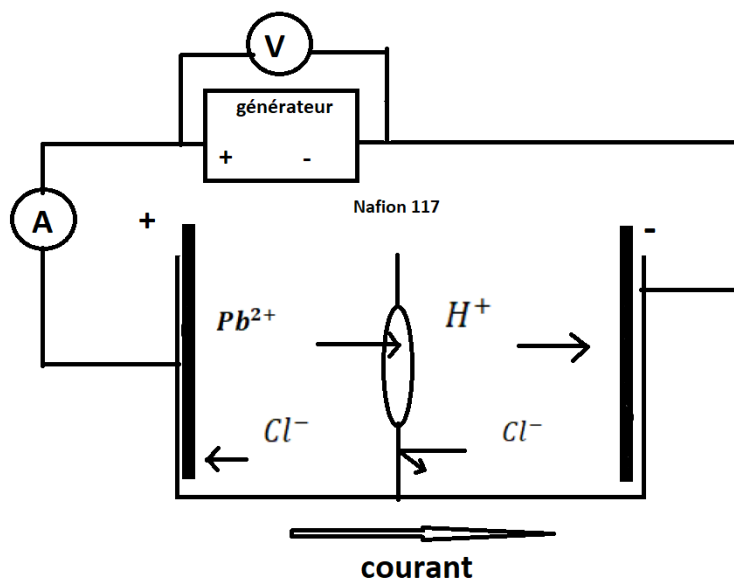 V
générateur
+ -
Nafion 117
A
+
-
Pb²⁺
H⁺
Cl⁻
Cl⁻
courant